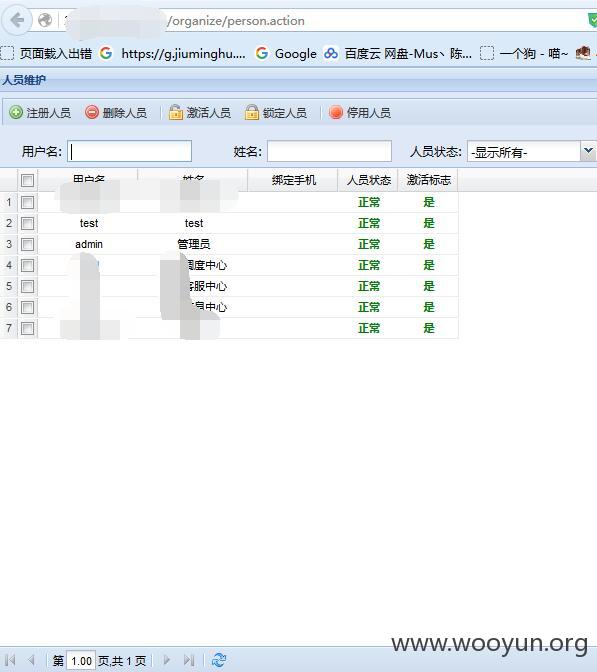 /organize/person.action
页面载入出错 https://g.jiuminghu.... Google 百度云 网盘-Mus丶陈... 一个狗 - 喵~
人员维护
注册人员 删除人员 激活人员 锁定人员 停用人员
用户名: 姓名: 人员状态: -显示所有-
用户名 姓名 绑定手机 人员状态 激活标志
1 正常 是
2 test test 正常 是
3 admin 管理员 正常 是
4 调度中心 正常 是
5 客服中心 正常 是
6 中心 正常 是
7 正常 是
第 1.00 页,共 1 页
www.wooyun.org